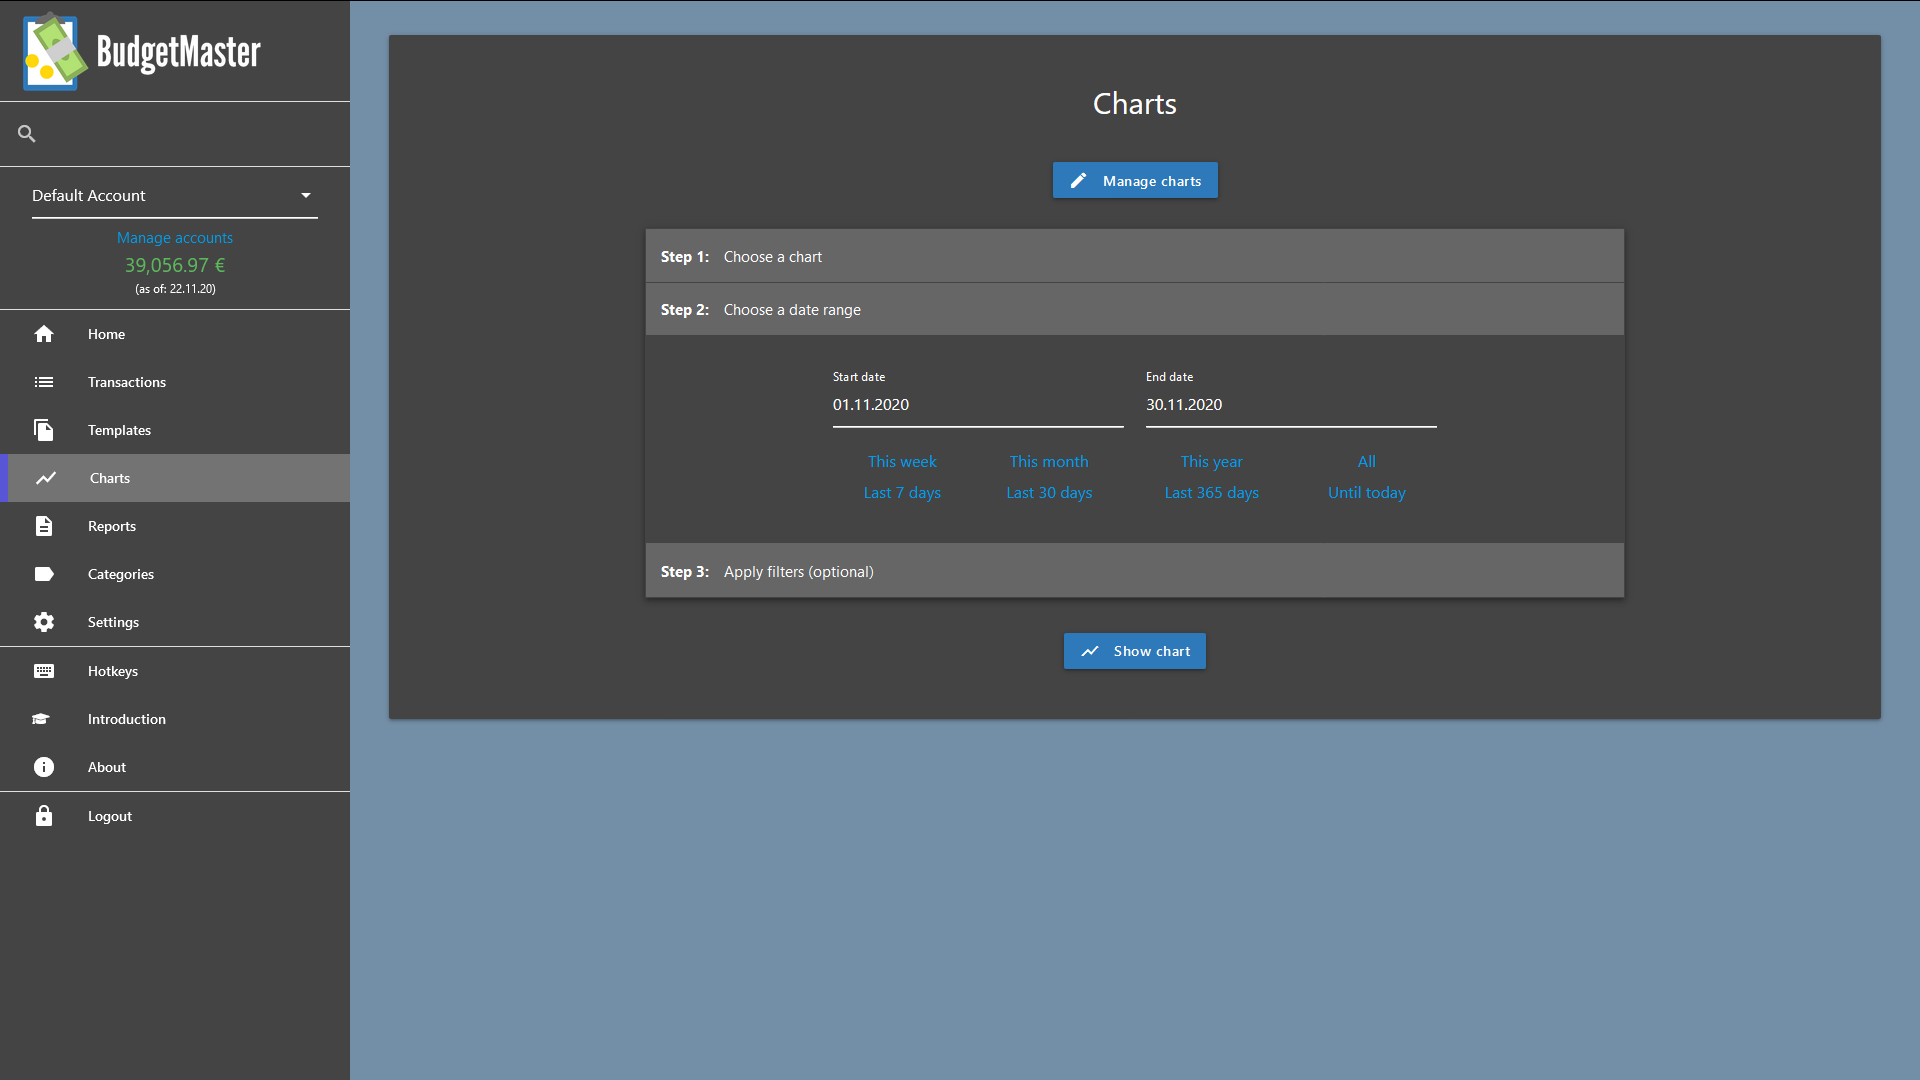 BudgetMaster
Default Account
Manage accounts
39,056.97 €
(as of: 22.11.20)
Home
Transactions
Templates
Charts
Reports
Categories
Settings
Hotkeys
Introduction
About
Logout
Charts
Manage charts
Step 1: Choose a chart
Step 2: Choose a date range
Start date End date
01.11.2020 30.11.2020
This week This month This year All
Last 7 days Last 30 days Last 365 days Until today
Step 3: Apply filters (optional)
Show chart